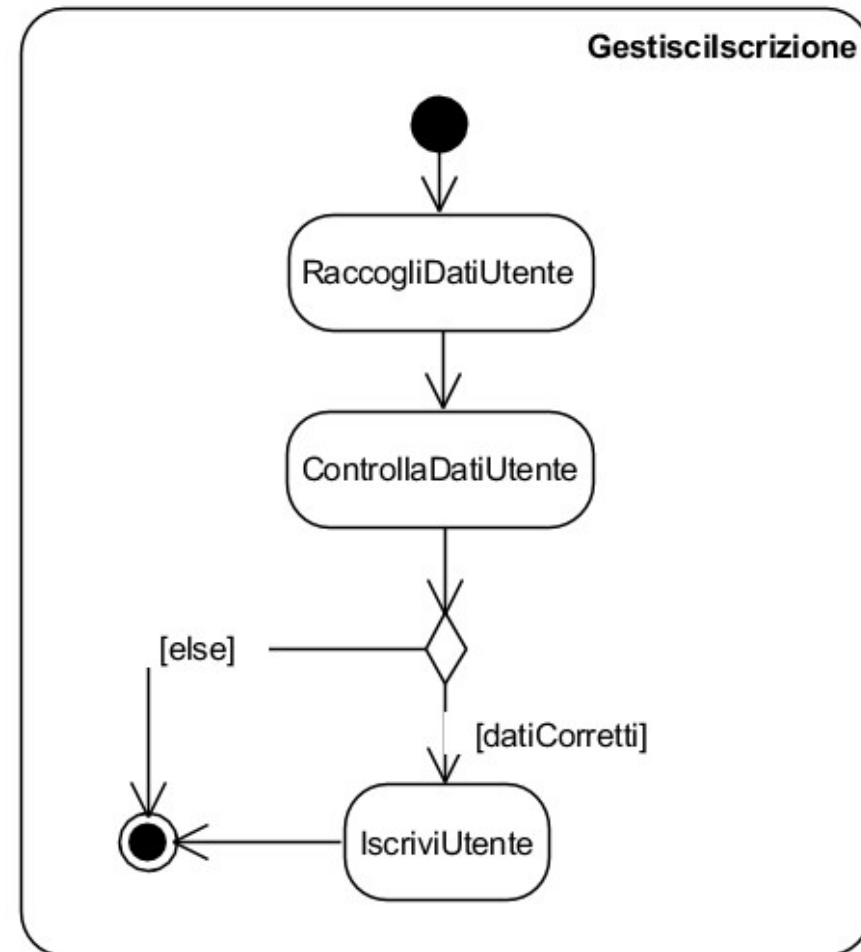 GestisciIscrizione
RaccogliDatiUtente
ControllaDatiUtente
[else]
[datiCorretti]
IscriviUtente